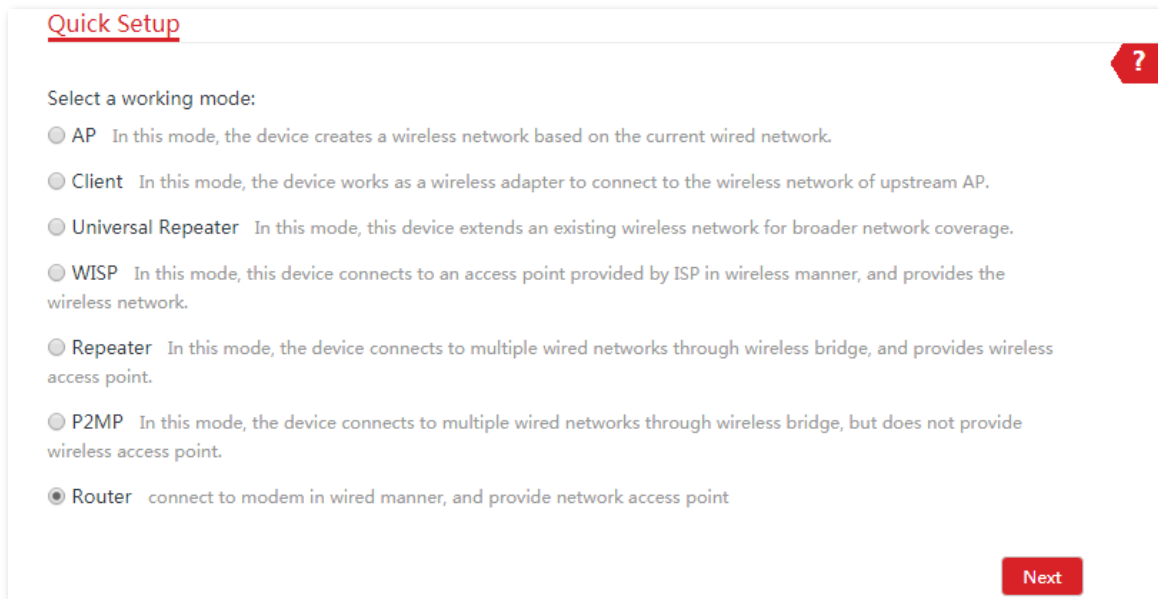 Quick Setup
?
Select a working mode:
AP In this mode, the device creates a wireless network based on the current wired network.
Client In this mode, the device works as a wireless adapter to connect to the wireless network of upstream AP.
Universal Repeater In this mode, this device extends an existing wireless network for broader network coverage.
WISP In this mode, this device connects to an access point provided by ISP in wireless manner, and provides the
wireless network.
Repeater In this mode, the device connects to multiple wired networks through wireless bridge, and provides wireless
access point.
P2MP In this mode, the device connects to multiple wired networks through wireless bridge, but does not provide
wireless access point.
Router connect to modem in wired manner, and provide network access point
Next